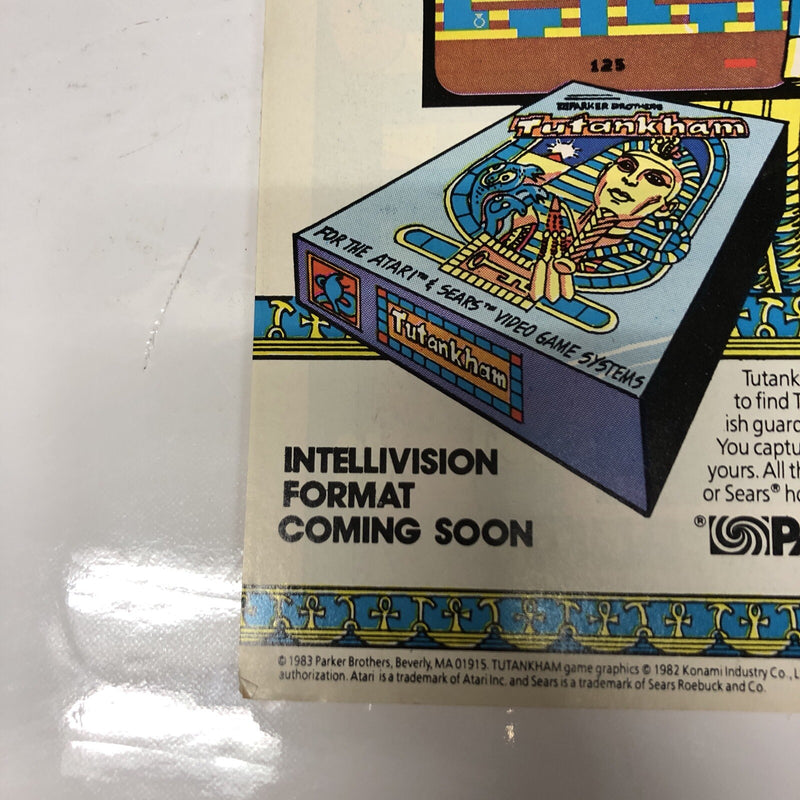 125
PARKER BROTHERS
Tutankham
FOR THE ATARI™ & SEARS™ VIDEO GAME SYSTEMS
Tutankham
Tutank
to find T
ish guard
You captu
yours. All th
or Sears® ho
INTELLIVISION
FORMAT
COMING SOON
® PA
© 1983 Parker Brothers, Beverly, MA 01915. TUTANKHAM game graphics © 1982 Konami Industry Co., L
authorization. Atari is a trademark of Atari Inc. and Sears is a trademark of Sears Roebuck and Co.